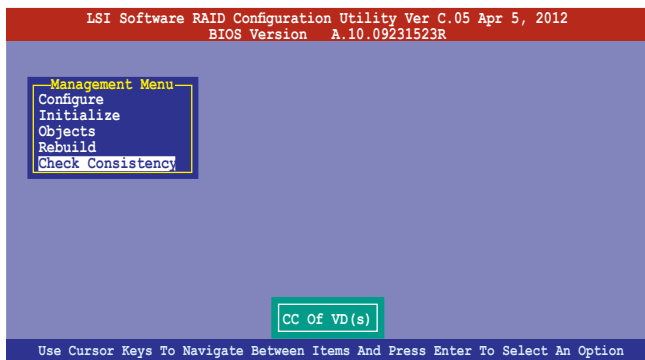 LSI Software RAID Configuration Utility Ver C.05 Apr 5, 2012
BIOS Version A.10.09231523R
Management Menu
Configure
Initialize
Objects
Rebuild
Check Consistency
CC Of VD(s)
Use Cursor Keys To Navigate Between Items And Press Enter To Select An Option